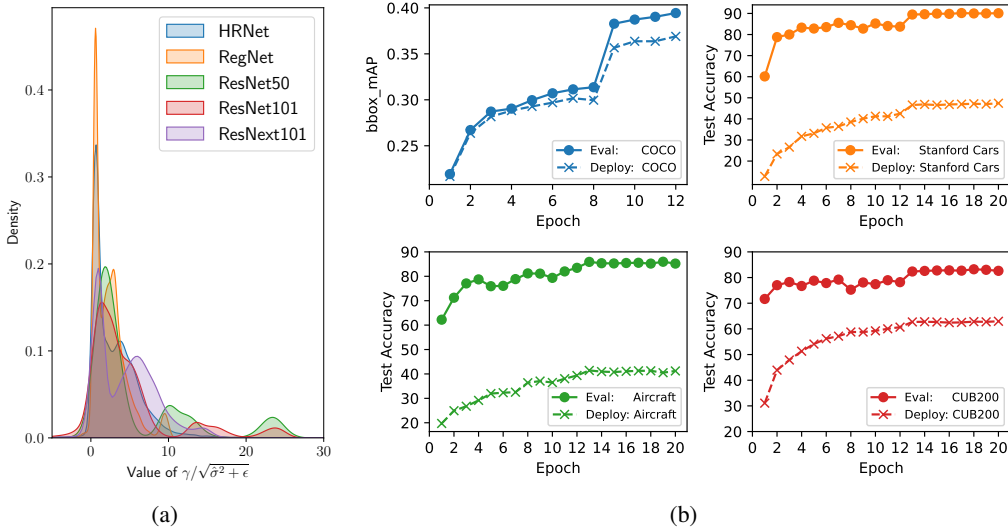 HRNet
RegNet
ResNet50
ResNet101
ResNext101
Density
0.4
0.3
0.2
0.1
0.0
0 10 20 30
Value of γ/√σ̂² + ϵ
(a)
bbox_mAP
0.40
0.35
0.30
0.25
0 2 4 6 8 10 12
Epoch
Eval: COCO
Deploy: COCO
Test Accuracy
90
80
70
60
50
40
30
20
0 2 4 6 8 10 12 14 16 18 20
Epoch
Eval: Stanford Cars
Deploy: Stanford Cars
Test Accuracy
90
80
70
60
50
40
30
20
0 2 4 6 8 10 12 14 16 18 20
Epoch
Eval: Aircraft
Deploy: Aircraft
Test Accuracy
90
80
70
60
50
40
30
20
0 2 4 6 8 10 12 14 16 18 20
Epoch
Eval: CUB200
Deploy: CUB200
(b)